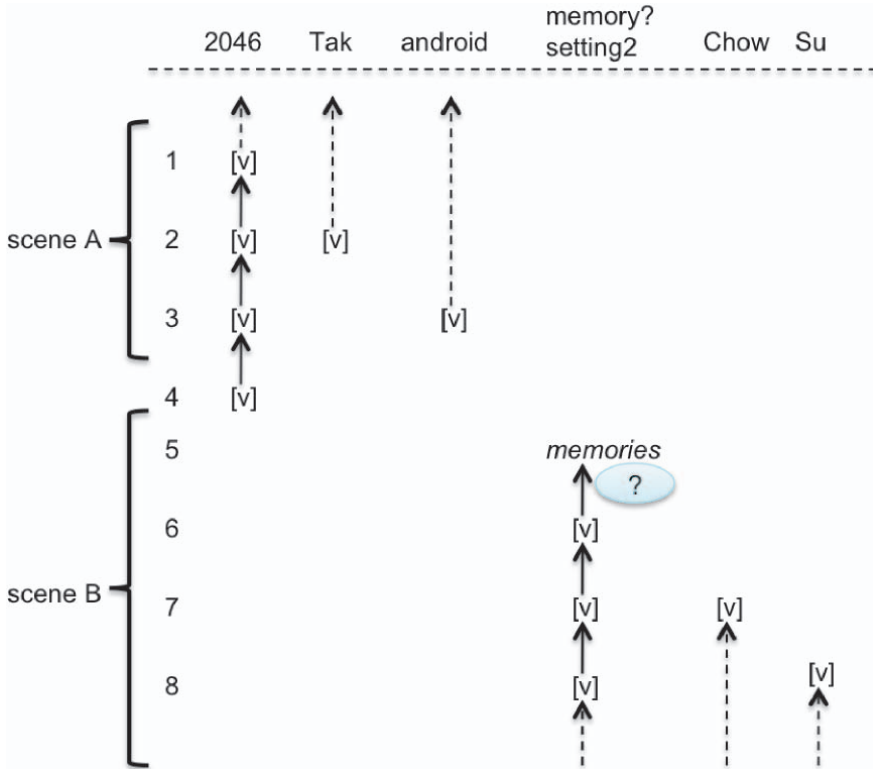 memory?
2046 Tak android setting2 Chow Su
1 [v]
scene A 2 [v] [v]
3 [v] [v]
4 [v]
5 memories
?
6 [v]
scene B 7 [v] [v]
8 [v] [v]